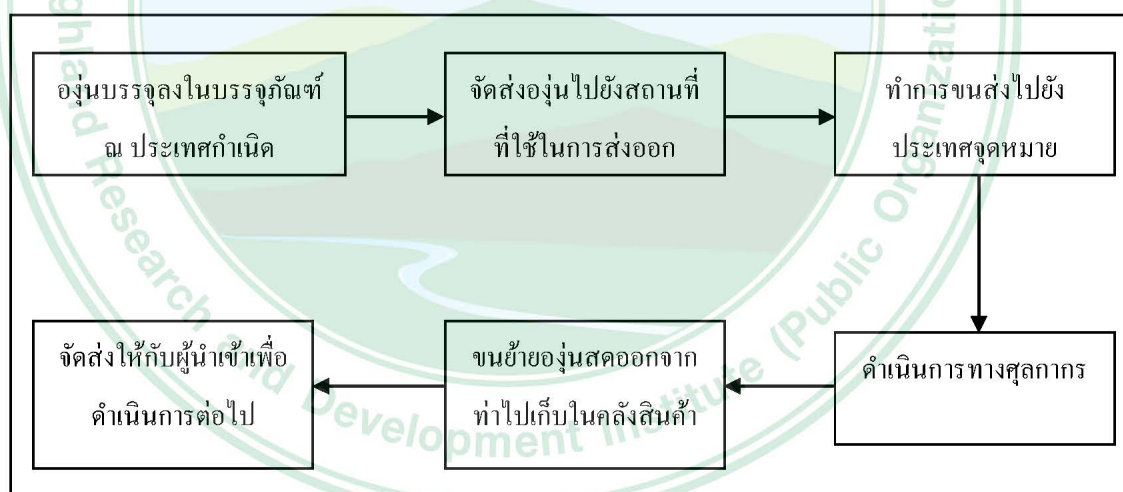 องุ่นบรรจุลงในบรรจุภัณฑ์
ณ ประเทศกำเนิด
จัดส่งองุ่นไปยังสถานที่
ที่ใช้ในการส่งออก
ทำการขนส่งไปยัง
ประเทศจุดหมาย
ดำเนินการทางศุลกากร
ขนย้ายองุ่นสดออกจาก
ท่าไปเก็บในคลังสินค้า
จัดส่งให้กับผู้นำเข้าเพื่อ
ดำเนินการต่อไป
Research and Development Institute (Public